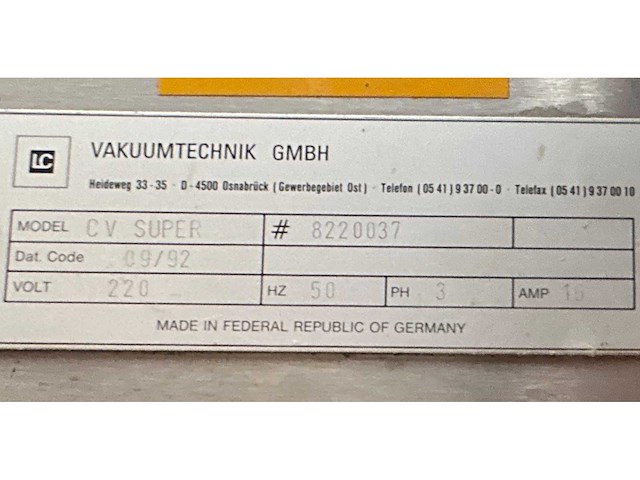 LC VAKUUMTECHNIK GMBH
Heideweg 33-35 · D-4500 Osnabrück (Gewerbegebiet Ost) · Telefon (05 41) 9 37 00-0 · Telefax (05 41) 9 37 00 10
MODEL CV SUPER # 8220037
Dat. Code 09/92
VOLT 220 HZ 50 PH 3 AMP
MADE IN FEDERAL REPUBLIC OF GERMANY